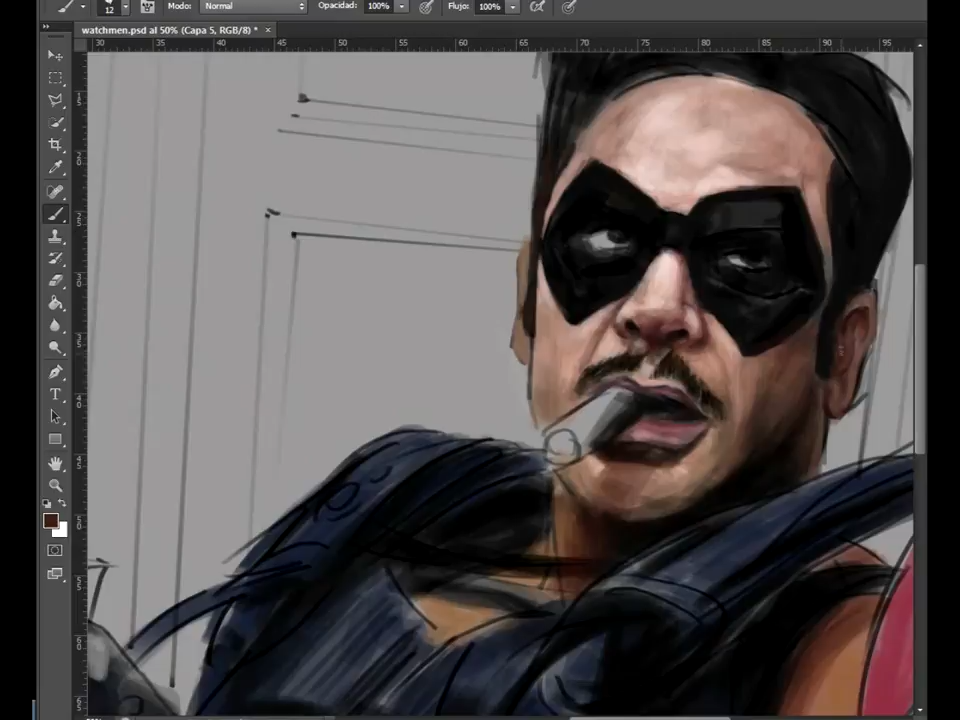 12 Modo: Normal Opacidad: 100% Flujo: 100%
watchmen.psd al 50% (Capa 5, RGB/8) * ×
30 35 40 45 50 55 60 65 70 75 80 85 90 95